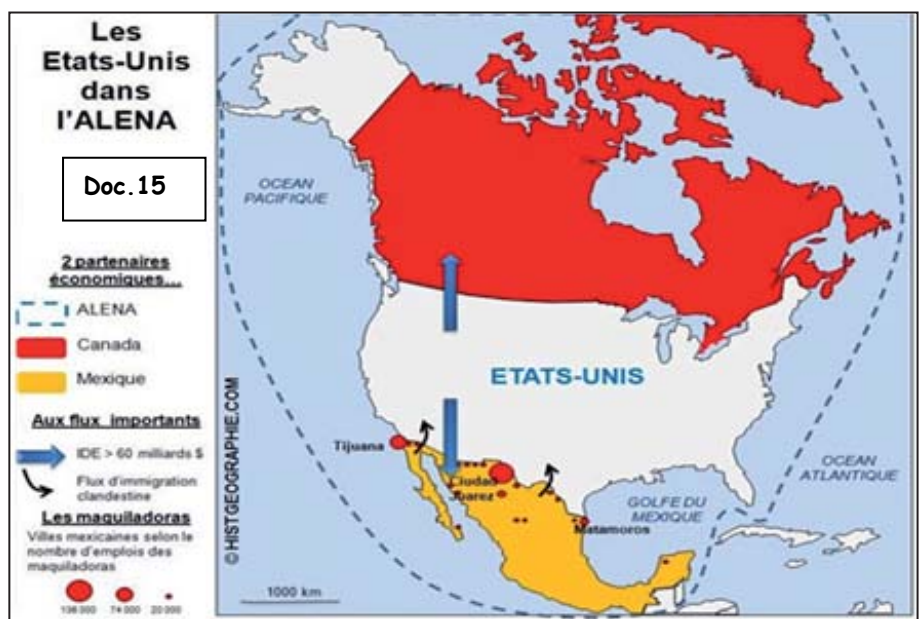 Les
Etats-Unis
dans
l'ALENA
Doc.15
2 partenaires
économiques...
ALENA
Canada
Mexique
Aux flux importants
IDE > 60 milliards $
Flux d'immigration
clandestine
Les maquiladoras
Villes mexicaines selon le
nombre d'emplois des
maquiladoras
136 000 74 000 20 000
© HISTGEOGRAPHIE.COM
1000 km
OCEAN
PACIFIQUE
ETATS-UNIS
Tijuana
Ciudad
Juarez
Matamoros
GOLFE DU
MEXIQUE
OCEAN
ATLANTIQUE